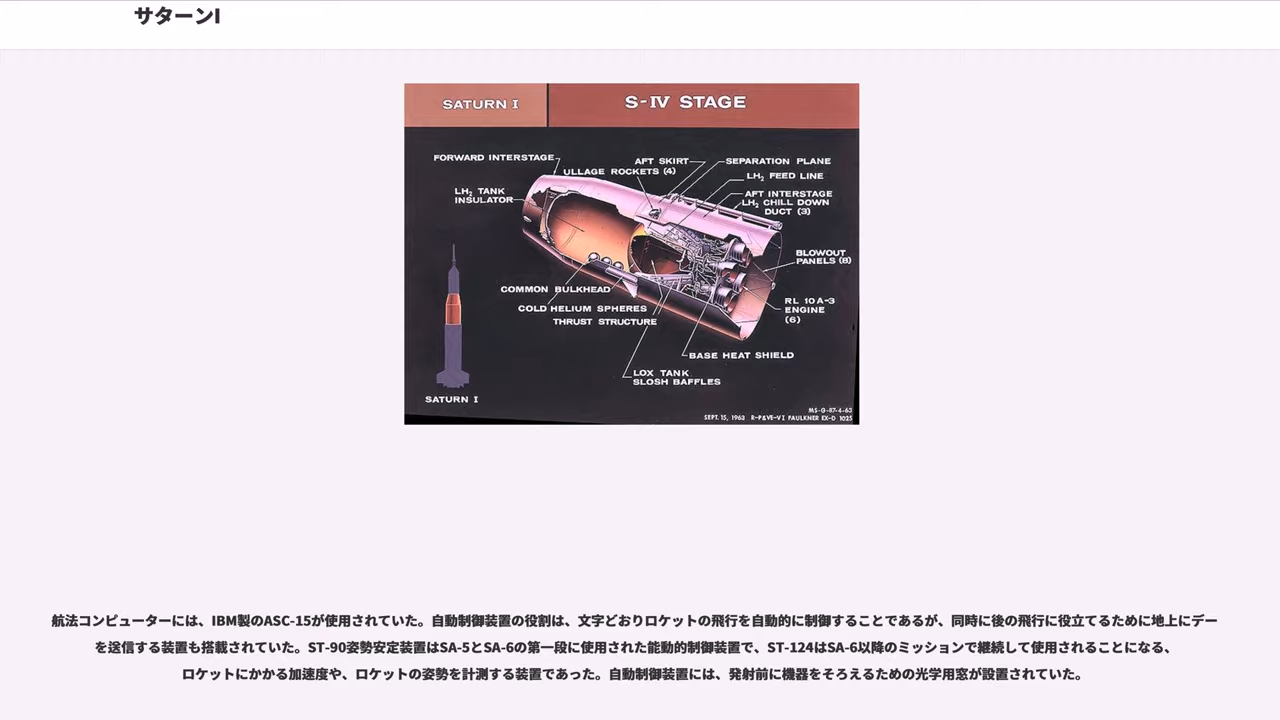 サターンI
SATURN I
S-IV STAGE
FORWARD INTERSTAGE
AFT SKIRT
SEPARATION PLANE
ULLAGE ROCKETS (4)
LH₂ FEED LINE
LH₂ TANK
INSULATOR
AFT INTERSTAGE
LH₂ CHILL DOWN
DUCT (3)
BLOWOUT
PANELS (8)
COMMON BULKHEAD
COLD HELIUM SPHERES
THRUST STRUCTURE
RL 10 A-3
ENGINE
(6)
BASE HEAT SHIELD
LOX TANK
SLOSH BAFFLES
SATURN I
MS-G-87-4-63
SEPT. 15, 1963 R-P&VE-VI FAULKNER EX-D 1025
航法コンピューターには、IBM製のASC-15が使用されていた。自動制御装置の役割は、文字どおりロケットの飛行を自動的に制御することであるが、同時に後の飛行に役立てるために地上にデー
を送信する装置も搭載されていた。ST-90姿勢安定装置はSA-5とSA-6の第一段に使用された能動的制御装置で、ST-124はSA-6以降のミッションで継続して使用されることになる、
ロケットにかかる加速度や、ロケットの姿勢を計測する装置であった。自動制御装置には、発射前に機器をそろえるための光学用窓が設置されていた。